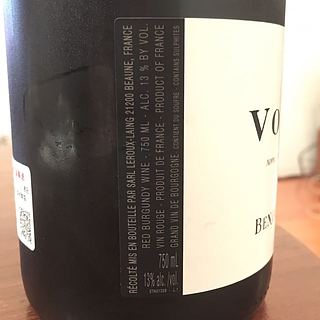 RÉCOLTÉ MIS EN BOUTEILLE PAR SARL LEROUX-LAING 21200 BEAUNE, FRANCE
RED BURGUNDY WINE - 750 ML - ALC. 13 % BY VOL.
VIN ROUGE - PRODUIT DE FRANCE - PRODUCT OF FRANCE
GRAND VIN DE BOURGOGNE CONTIENT DU SOUFRE - CONTAINS SULPHITES
750 mL
13% alc./vol.
VO
BEN